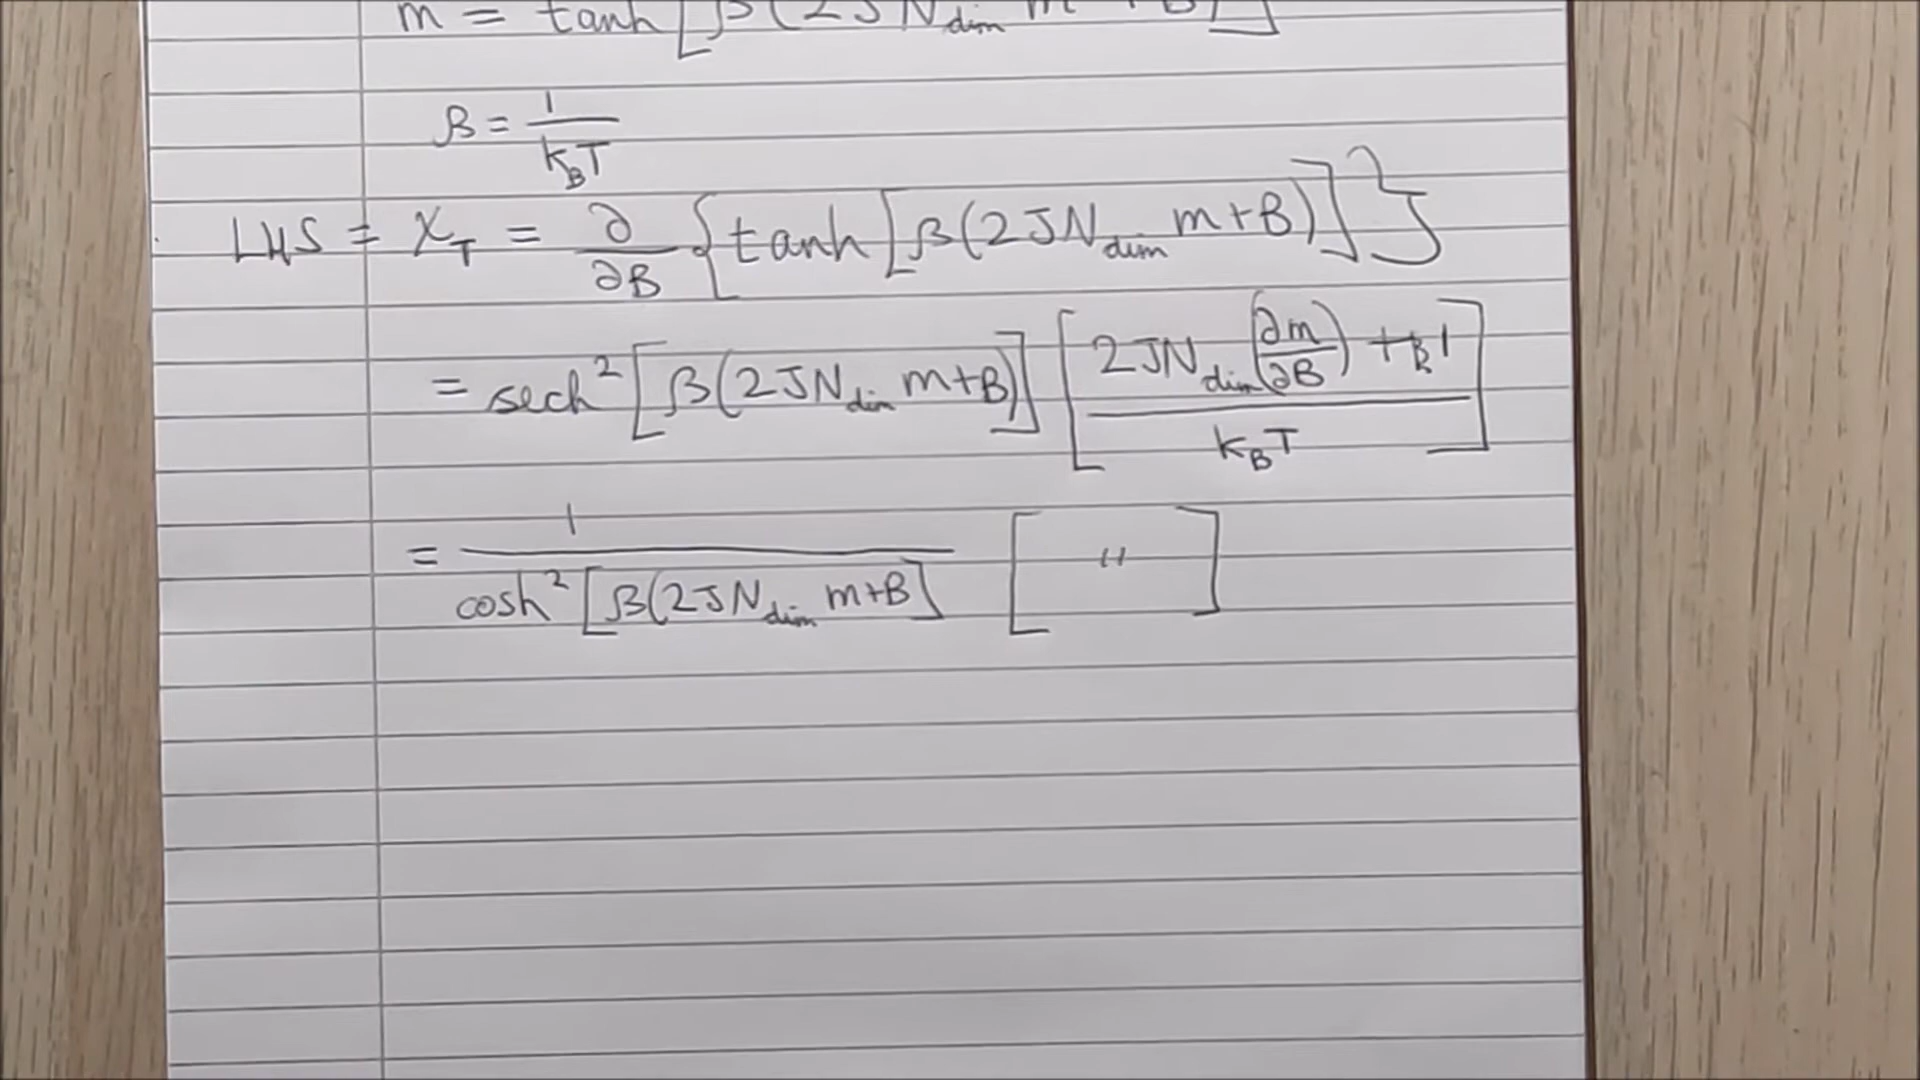 m = tanh[β(2JN_dim m + B)]
β = 1/k_BT
LHS = χ_T = ∂/∂B {tanh[β(2JN_dim m+B)]}
= sech²[β(2JN_dim m+B)] [(2JN_dim(∂m/∂B) + 1)/k_BT]
= 1/cosh²[β(2JN_dim m+B] [ " ]